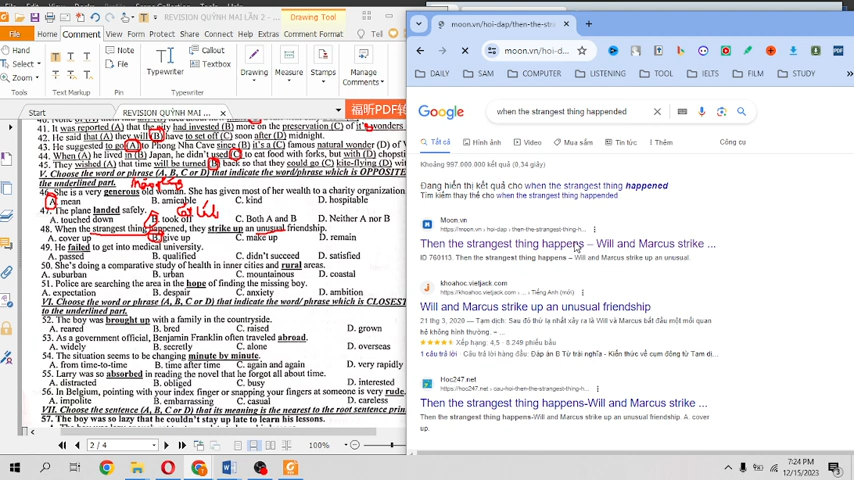 REVISION QUỲNH MAI LẦN 2 -
Drawing Tool
File Home Comment Form Protect Share Help Extras Comment Format
Hand
Select
Zoom
Note
File
Typewriter
Callout
Textbox
Drawing
Measure
Stamps
Manage
Comments
Start
REVISION QUỲNH MAI ...
41. It was reported (A) that the city had invested (B) more on the preservation (C) of it's wonders
42. He said that (A) they will (B) have to set off (C) soon after (D) midnight.
43. He suggested to go (A) to Phong Nha Cave since (B) it's a (C) famous natural wonder (D) of V
44. When (A) he lived in (B) Japan, he didn't used (C) to eat food with forks, but with (D) chopst
45. They wished (A) that time will be turned (B) back so that they could go (C) kite-flying (D) wi
V. Choose the word or phrase (A, B, C or D) that indicate the word/phrase which is OPPOSITE
the underlined part.
46. She is a very generous old woman. She has given most of her wealth to a charity organization
A. mean B. amicable C. kind D. hospitable
47. The plane landed safely.
A. touched down B. took off C. Both A and B D. Neither A nor B
48. When the strangest thing happened, they strike up an unusual friendship.
A. cover up B. give up C. make up D. remain
49. He failed to get into medical university.
A. passed B. qualified C. didn't succeed D. satisfied
50. She's doing a comparative study of health in inner cities and rural areas.
A. suburban B. urban C. mountainous D. coastal
51. Police are searching the area in the hope of finding the missing boy.
A. expectation B. despair C. anxiety D. ambition
VI. Choose the word or phrase (A, B, C or D) that indicate the word/ phrase which is CLOSEST
to the underlined part.
52. The boy was brought up with a family in the countryside.
A. reared B. bred C. raised D. grown
53. As a government official, Benjamin Franklin often traveled abroad.
A. widely B. secretly C. alone D. overseas
54. The situation seems to be changing minute by minute.
A. from time-to-time B. time after time C. again and again D. very rapidly
55. Larry was so absorbed in reading the novel that he forgot all about time.
A. distracted B. obliged C. busy D. interested
56. In Belgium, pointing with your index finger or snapping your fingers at someone is very rude.
A. impolite B. embarrassing C. casual D. careless
VII. Choose the sentence (A, B, C or D) that its meaning is the nearest to the root sentence prin
57. The boy was so lazy that he couldn't stay up late to learn his lessons.
2 / 4
100%
moon.vn/hoi-dap/then-the-stra
moon.vn/hoi-d...
DAILY SAM COMPUTER LISTENING TOOL IELTS FILM STUDY
Google
when the strangest thing happended
Tất cả Hình ảnh Video Mua sắm Tin tức Thêm Công cụ
Khoảng 997.000.000 kết quả (0,34 giây)
Đang hiển thị kết quả cho when the strangest thing happened
Tìm kiếm thay thế cho when the strangest thing happended
Moon.vn
https://moon.vn › hoi-dap › then-the-strangest-thing-h...
Then the strangest thing happens – Will and Marcus strike ...
ID 760113. Then the strangest thing happens – Will and Marcus strike up an unusual.
khoahoc.vietjack.com
https://khoahoc.vietjack.com › ... › Tiếng Anh (mới)
Will and Marcus strike up an unusual friendship
21 thg 3, 2020 — Tạm dịch: Sau đó thứ lạ nhất xảy ra là Will và Marcus bắt đầu một mối quan
hệ không hình thường. – ...
Xếp hạng: 4,5 · 8.249 phiếu bầu
1 câu trả lời · Câu trả lời hàng đầu: Đáp án B Từ trái nghĩa - Kiến thức về cụm động từ Tạm dị...
Hoc247.net
https://hoc247.net › cau-hoi-then-the-strangest-thing-h...
Then the strangest thing happens-Will and Marcus strike ...
Then the strangest thing happens-Will and Marcus strike up an unusual friendship. A. cover
up.
7:24 PM
12/15/2023